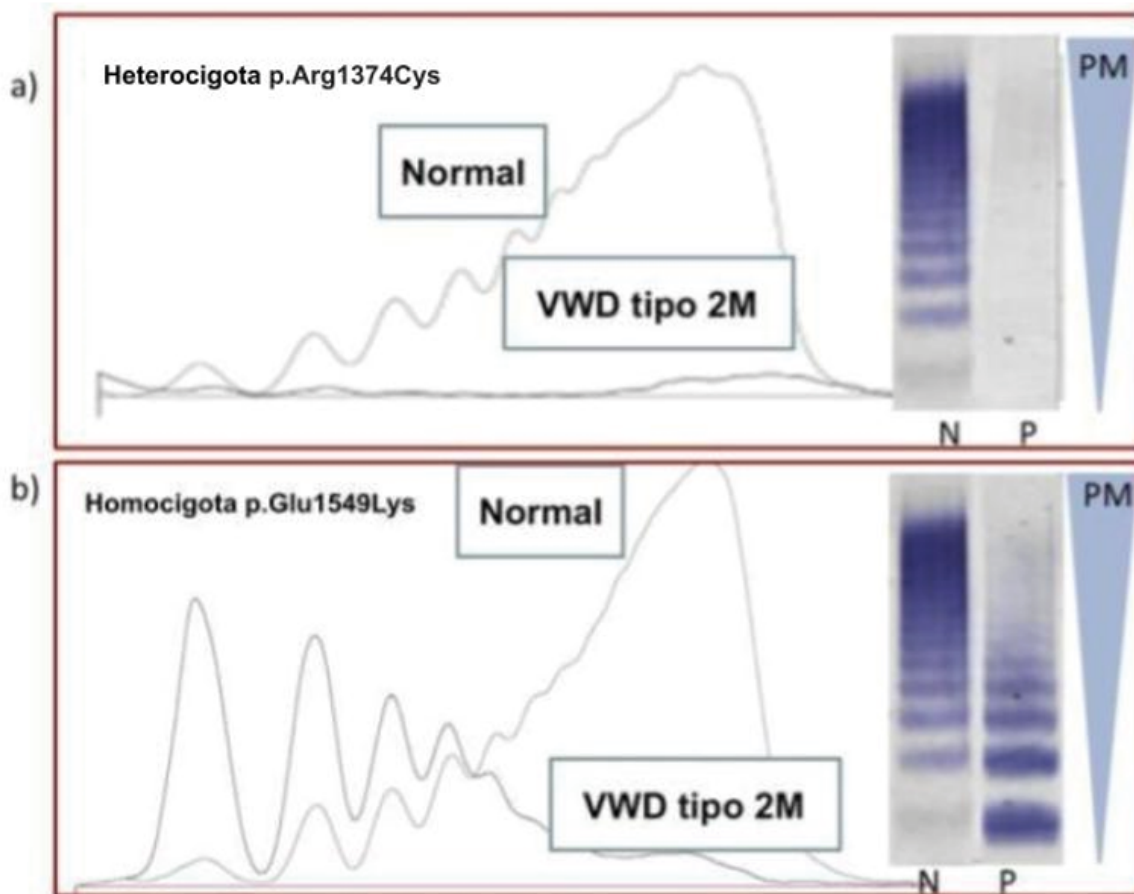 a)
Heterocigota p.Arg1374Cys
Normal
VWD tipo 2M
PM
N P
b)
Homocigota p.Glu1549Lys
Normal
VWD tipo 2M
PM
N P